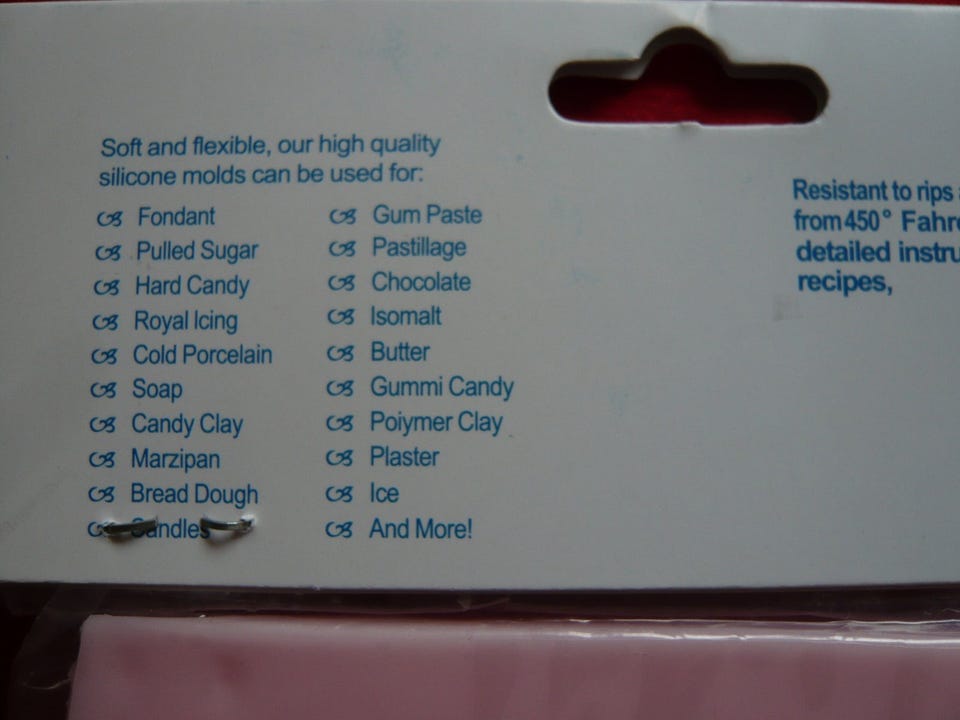 Soft and flexible, our high quality
silicone molds can be used for:
Fondant
Pulled Sugar
Hard Candy
Royal Icing
Cold Porcelain
Soap
Candy Clay
Marzipan
Bread Dough
Candles
Gum Paste
Pastillage
Chocolate
Isomalt
Butter
Gummi Candy
Poiymer Clay
Plaster
Ice
And More!
Resistant to rips
from 450° Fahr
detailed instru
recipes,